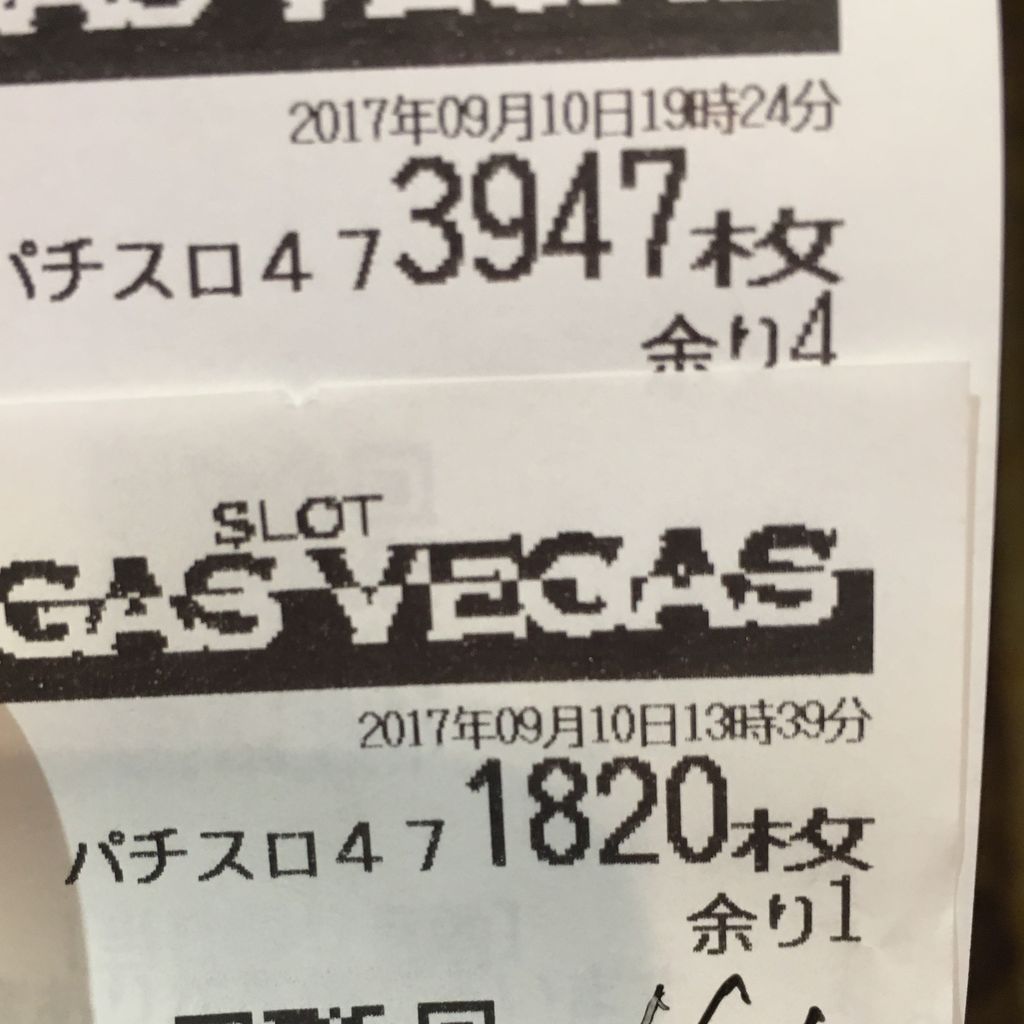 2017年09月10日19時24分
パチスロ47 3947枚
余り4
SLOT
GAS VEGAS
2017年09月10日13時39分
パチスロ47 1820枚
余り1